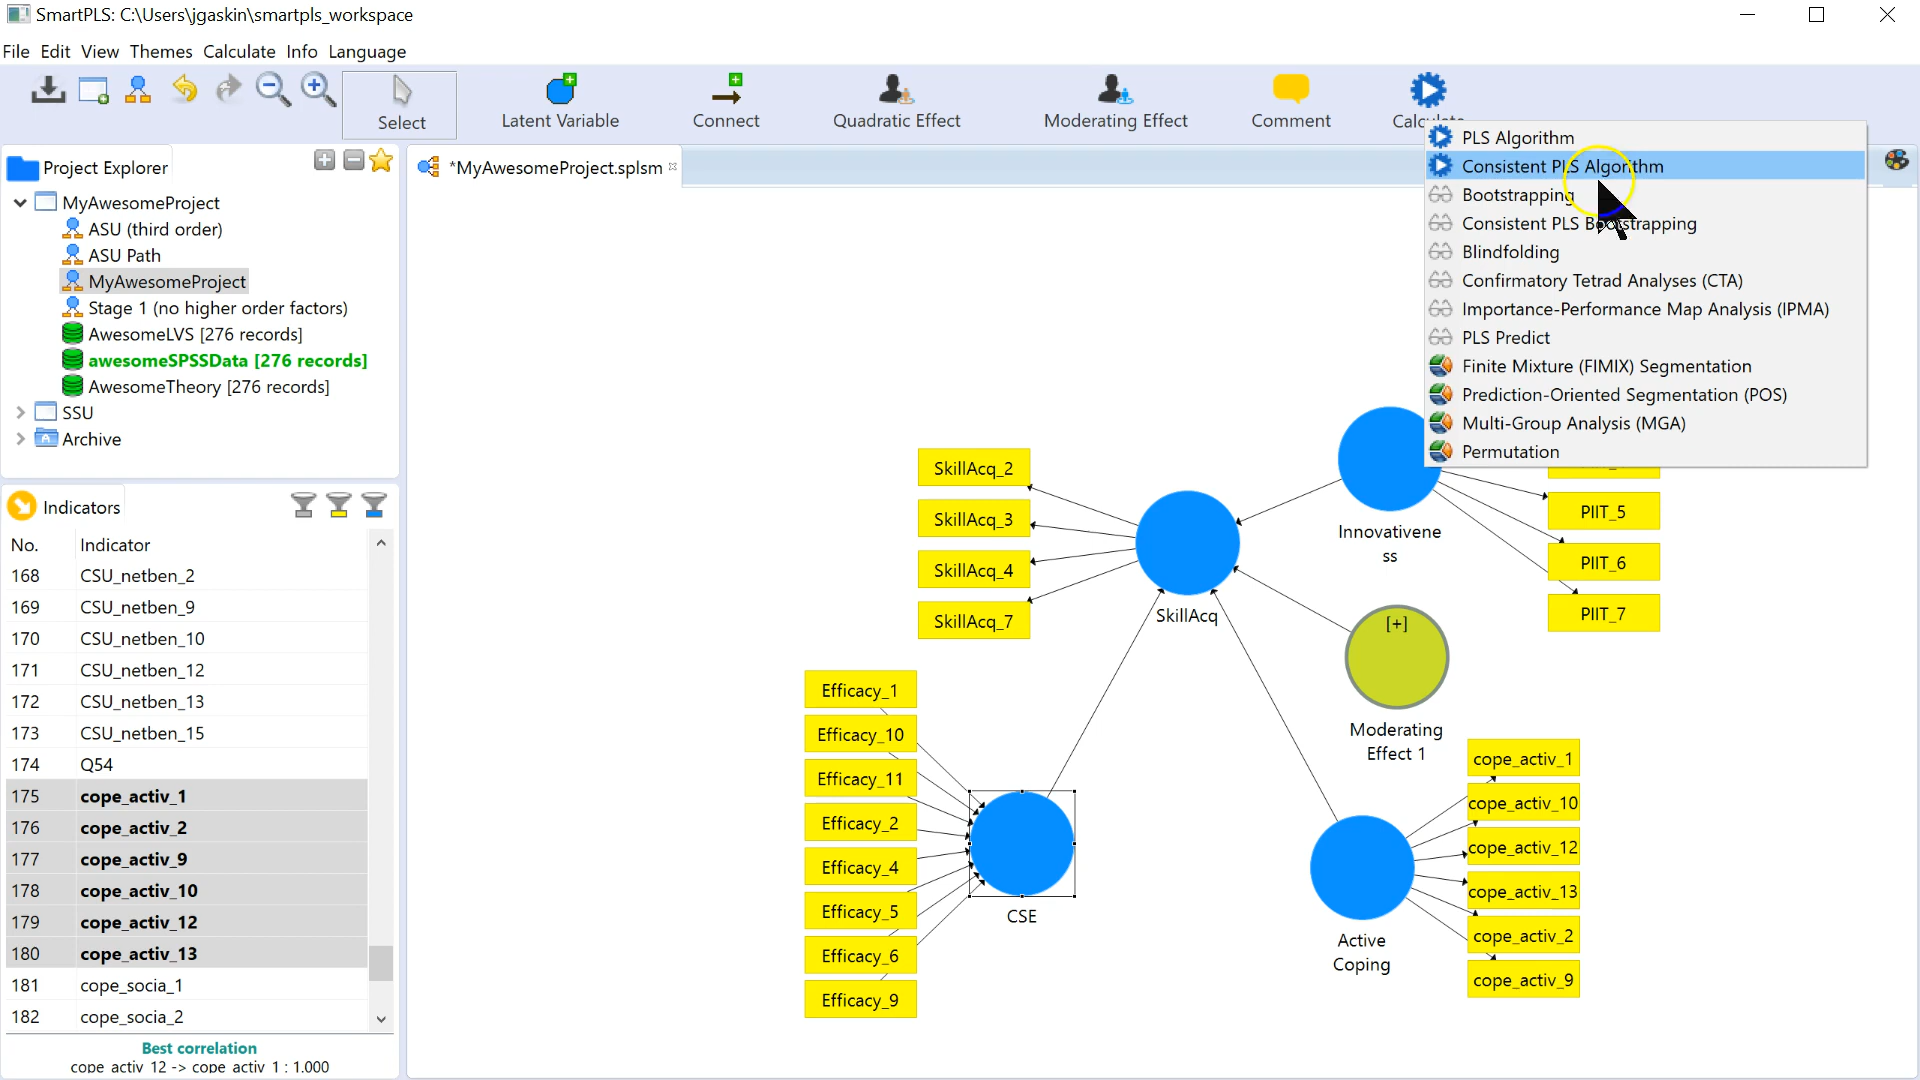 SmartPLS: C:\Users\jgaskin\smartpls_workspace
File Edit View Themes Calculate Info Language
Select
Latent Variable
Connect
Quadratic Effect
Moderating Effect
Comment
Project Explorer
MyAwesomeProject
ASU (third order)
ASU Path
MyAwesomeProject
Stage 1 (no higher order factors)
AwesomeLVS [276 records]
awesomeSPSSData [276 records]
AwesomeTheory [276 records]
SSU
Archive
*MyAwesomeProject.splsm
PLS Algorithm
Consistent PLS Algorithm
Bootstrapping
Consistent PLS Bootstrapping
Blindfolding
Confirmatory Tetrad Analyses (CTA)
Importance-Performance Map Analysis (IPMA)
PLS Predict
Finite Mixture (FIMIX) Segmentation
Prediction-Oriented Segmentation (POS)
Multi-Group Analysis (MGA)
Permutation
Indicators
No. Indicator
168 CSU_netben_2
169 CSU_netben_9
170 CSU_netben_10
171 CSU_netben_12
172 CSU_netben_13
173 CSU_netben_15
174 Q54
175 cope_activ_1
176 cope_activ_2
177 cope_activ_9
178 cope_activ_10
179 cope_activ_12
180 cope_activ_13
181 cope_socia_1
182 cope_socia_2
Best correlation
cope_activ_12 -> cope_activ_1 : 1.000
SkillAcq_2
SkillAcq_3
SkillAcq_4
SkillAcq_7
SkillAcq
Innovativene
ss
PIIT_5
PIIT_6
PIIT_7
[+]
Moderating
Effect 1
Efficacy_1
Efficacy_10
Efficacy_11
Efficacy_2
Efficacy_4
Efficacy_5
Efficacy_6
Efficacy_9
CSE
Active
Coping
cope_activ_1
cope_activ_10
cope_activ_12
cope_activ_13
cope_activ_2
cope_activ_9